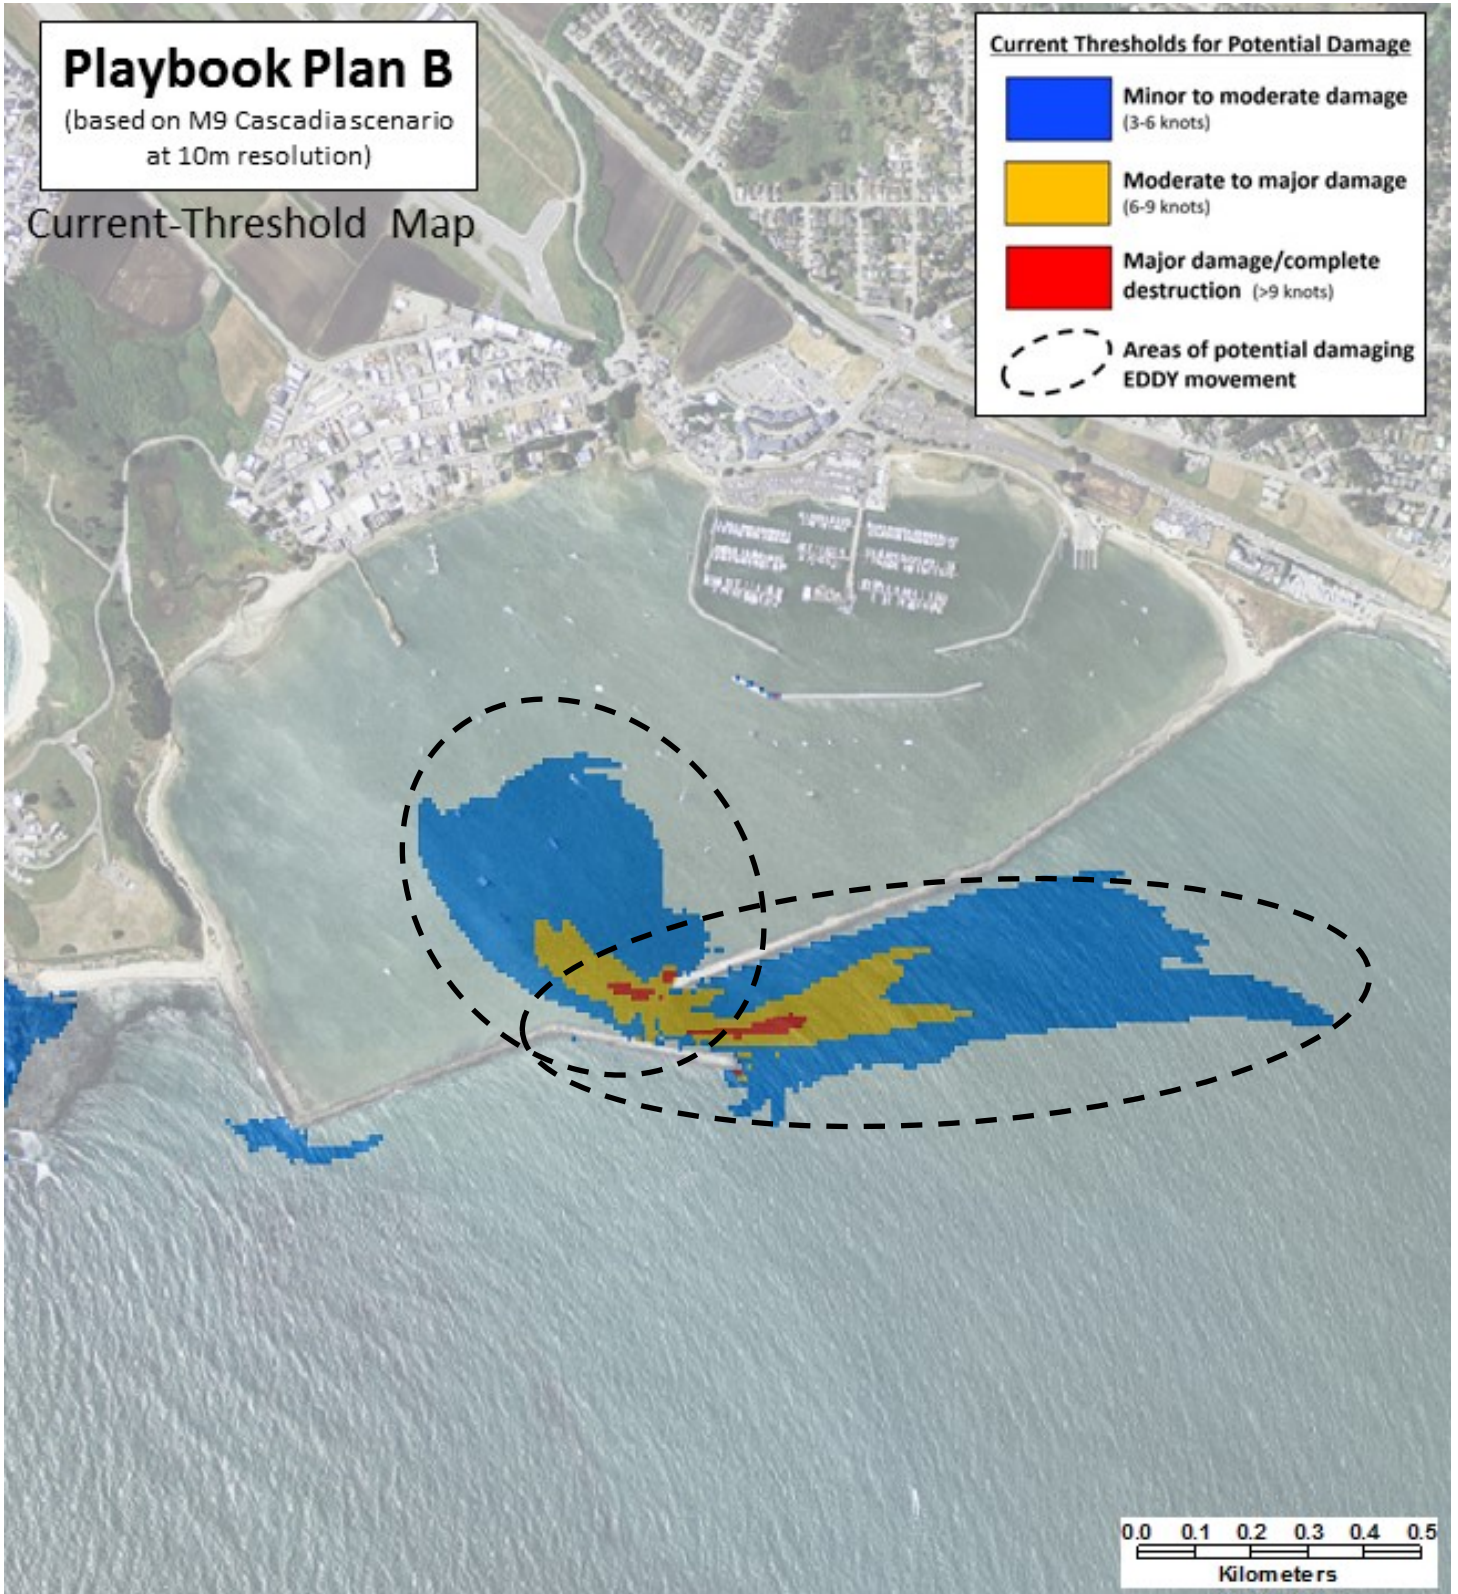 Playbook Plan B
(based on M9 Cascadia scenario
at 10m resolution)
Current-Threshold Map
Current Thresholds for Potential Damage
Minor to moderate damage
(3-6 knots)
Moderate to major damage
(6-9 knots)
Major damage/complete
destruction (>9 knots)
Areas of potential damaging
EDDY movement
0.0 0.1 0.2 0.3 0.4 0.5
Kilometers